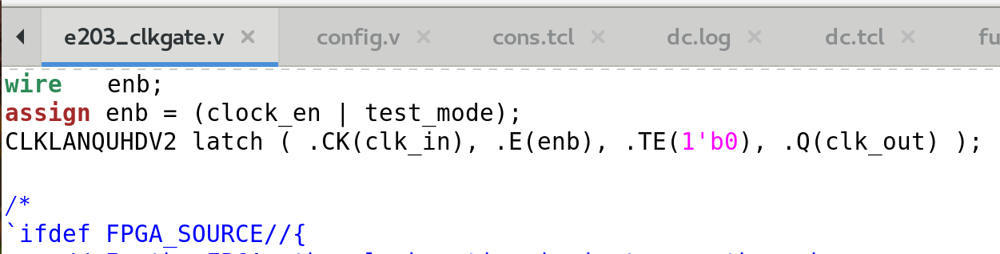 e203_clkgate.v × config.v × cons.tcl × dc.log × dc.tcl × fu
wire enb;
assign enb = (clock_en | test_mode);
CLKLANQUHDV2 latch ( .CK(clk_in), .E(enb), .TE(1'b0), .Q(clk_out) );
/*
`ifdef FPGA_SOURCE//{